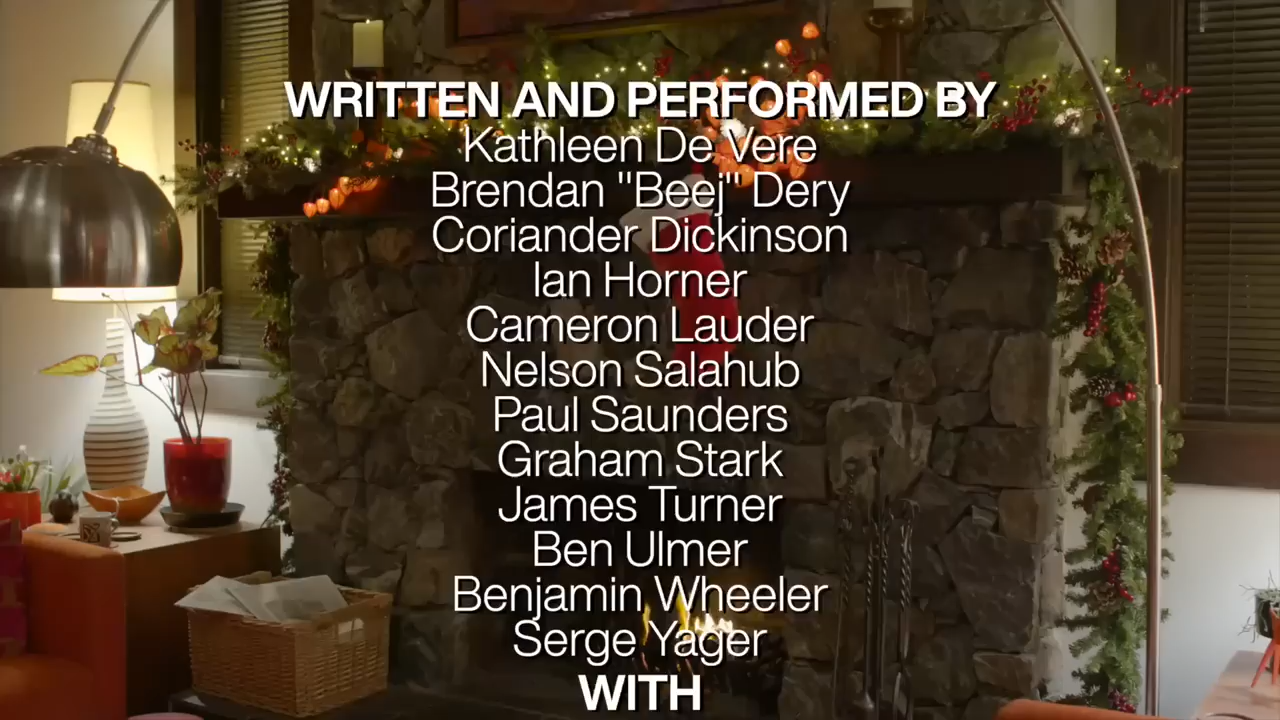 WRITTEN AND PERFORMED BY
Kathleen De Vere
Brendan "Beej" Dery
Coriander Dickinson
Ian Horner
Cameron Lauder
Nelson Salahub
Paul Saunders
Graham Stark
James Turner
Ben Ulmer
Benjamin Wheeler
Serge Yager
WITH